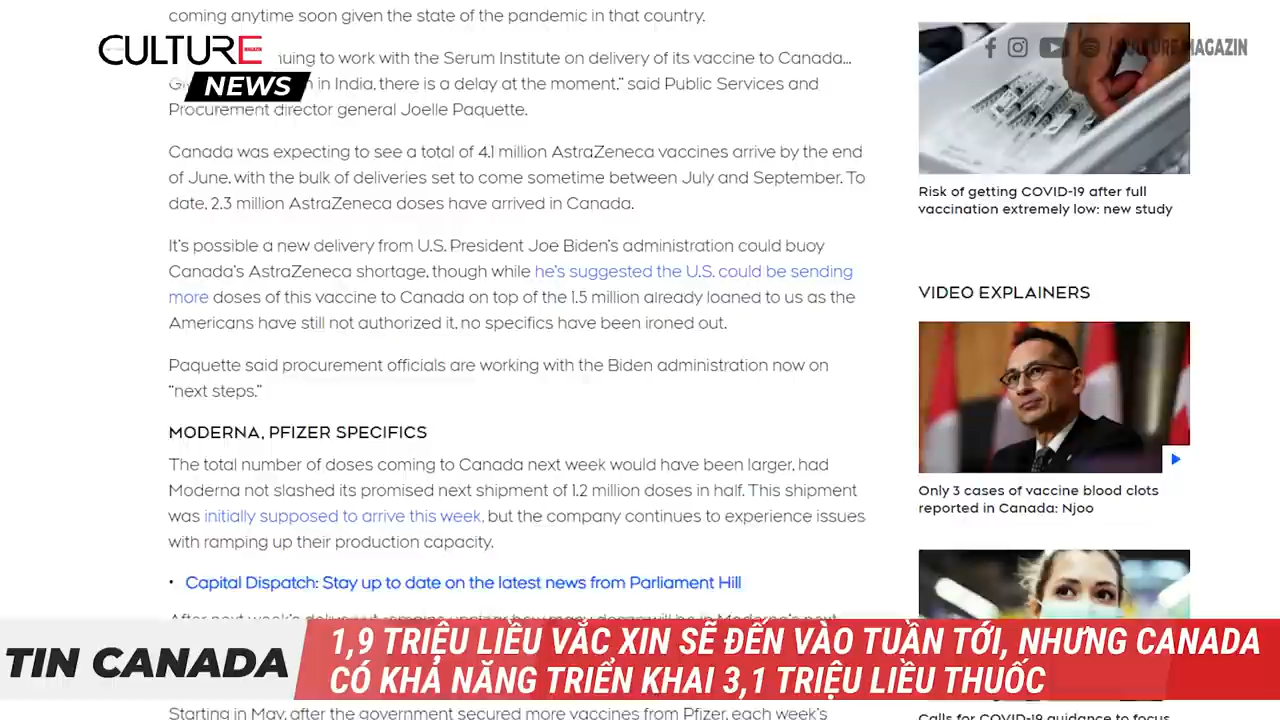 coming anytime soon given the state of the pandemic in that country.
CULTURE
NEWS
to work with the Serum Institute on delivery of its vaccine to Canada...
in India, there is a delay at the moment,” said Public Services and
Procurement director general Joelle Paquette.
Canada was expecting to see a total of 4.1 million AstraZeneca vaccines arrive by the end
of June, with the bulk of deliveries set to come sometime between July and September. To
date, 2.3 million AstraZeneca doses have arrived in Canada.
It’s possible a new delivery from U.S. President Joe Biden’s administration could buoy
Canada’s AstraZeneca shortage, though while he’s suggested the U.S. could be sending
more doses of this vaccine to Canada on top of the 1.5 million already loaned to us as the
Americans have still not authorized it, no specifics have been ironed out.
Paquette said procurement officials are working with the Biden administration now on
“next steps.”
MODERNA, PFIZER SPECIFICS
The total number of doses coming to Canada next week would have been larger, had
Moderna not slashed its promised next shipment of 1.2 million doses in half. This shipment
was initially supposed to arrive this week, but the company continues to experience issues
with ramping up their production capacity.
• Capital Dispatch: Stay up to date on the latest news from Parliament Hill
Starting in May, after the government secured more vaccines from Pfizer, each week’s
MAGAZIN
Risk of getting COVID-19 after full
vaccination extremely low: new study
VIDEO EXPLAINERS
Only 3 cases of vaccine blood clots
reported in Canada: Njoo
Calls for COVID-19 guidance to focus
TIN CANADA
1,9 TRIỆU LIỀU VẮC XIN SẼ ĐẾN VÀO TUẦN TỚI, NHƯNG CANADA
CÓ KHẢ NĂNG TRIỂN KHAI 3,1 TRIỆU LIỀU THUỐC